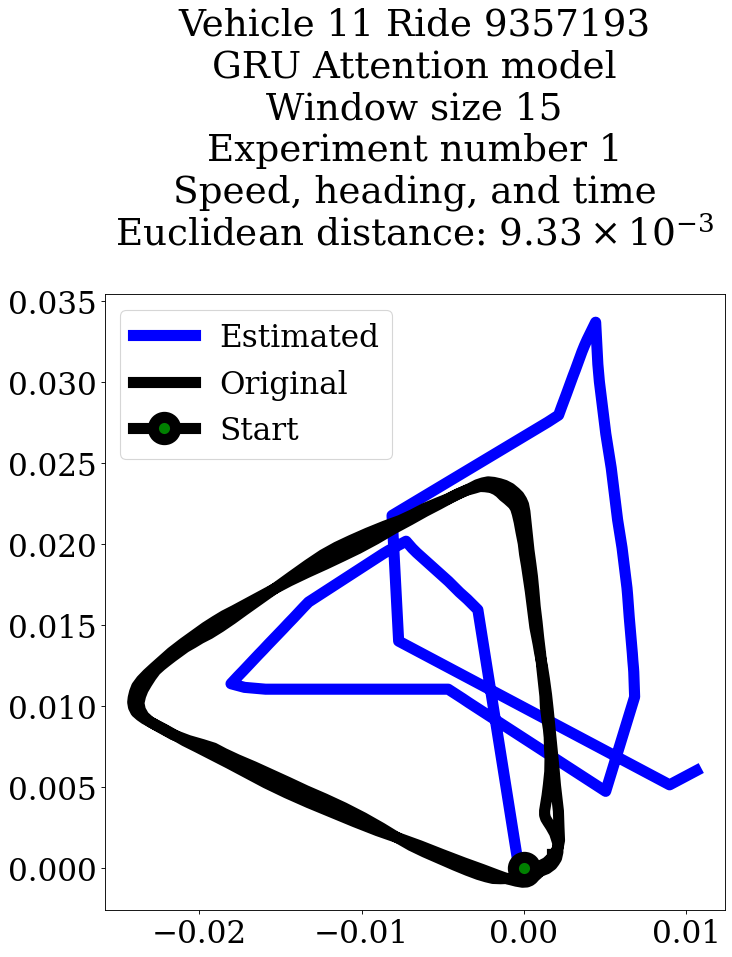 Vehicle 11 Ride 9357193
GRU Attention model
Window size 15
Experiment number 1
Speed, heading, and time
Euclidean distance: 9.33 × 10⁻³
0.035
0.030
0.025
0.020
0.015
0.010
0.005
0.000
Estimated
Original
Start
−0.02 −0.01 0.00 0.01